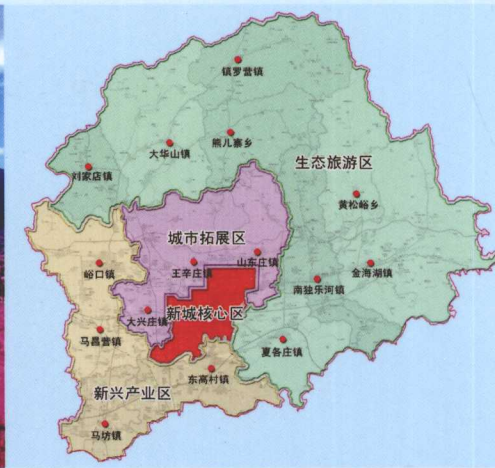 镇罗营镇
熊儿寨乡
大华山镇
生态旅游区
刘家店镇
黄松峪乡
城市拓展区
山东庄镇
王辛庄镇
峪口镇
金海湖镇
南独乐河镇
大兴庄镇
新城核心区
马昌营镇
夏各庄镇
东高村镇
新兴产业区
马坊镇